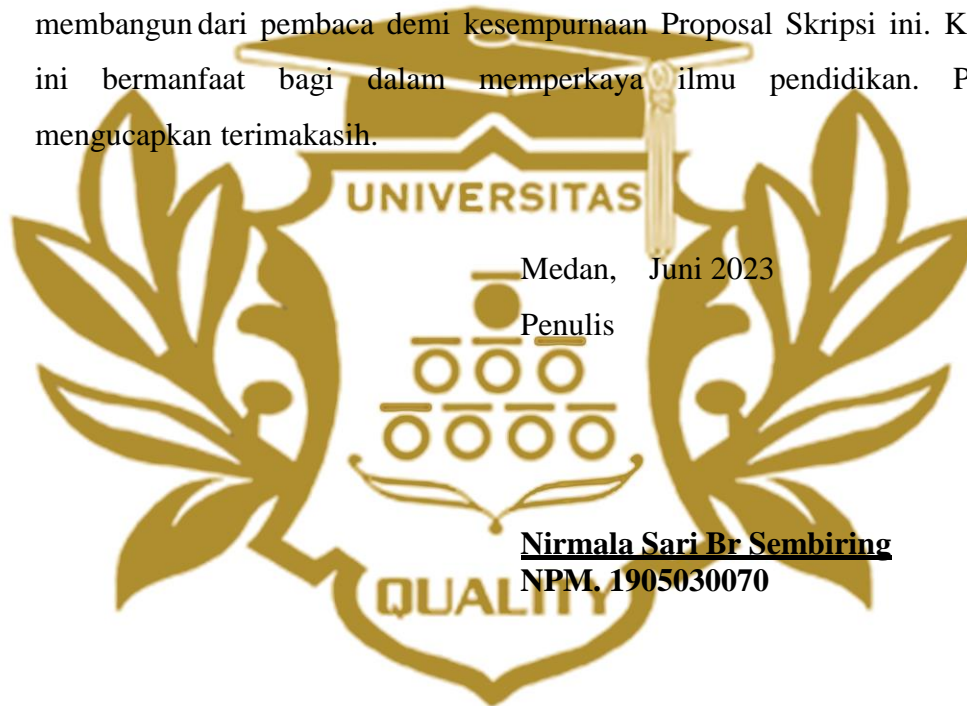 membangun dari pembaca demi kesempurnaan Proposal Skripsi ini. K
ini bermanfaat bagi dalam memperkaya ilmu pendidikan. P
mengucapkan terimakasih.
UNIVERSITAS
Medan, Juni 2023
Penulis
Nirmala Sari Br Sembiring
NPM. 1905030070
QUALITY